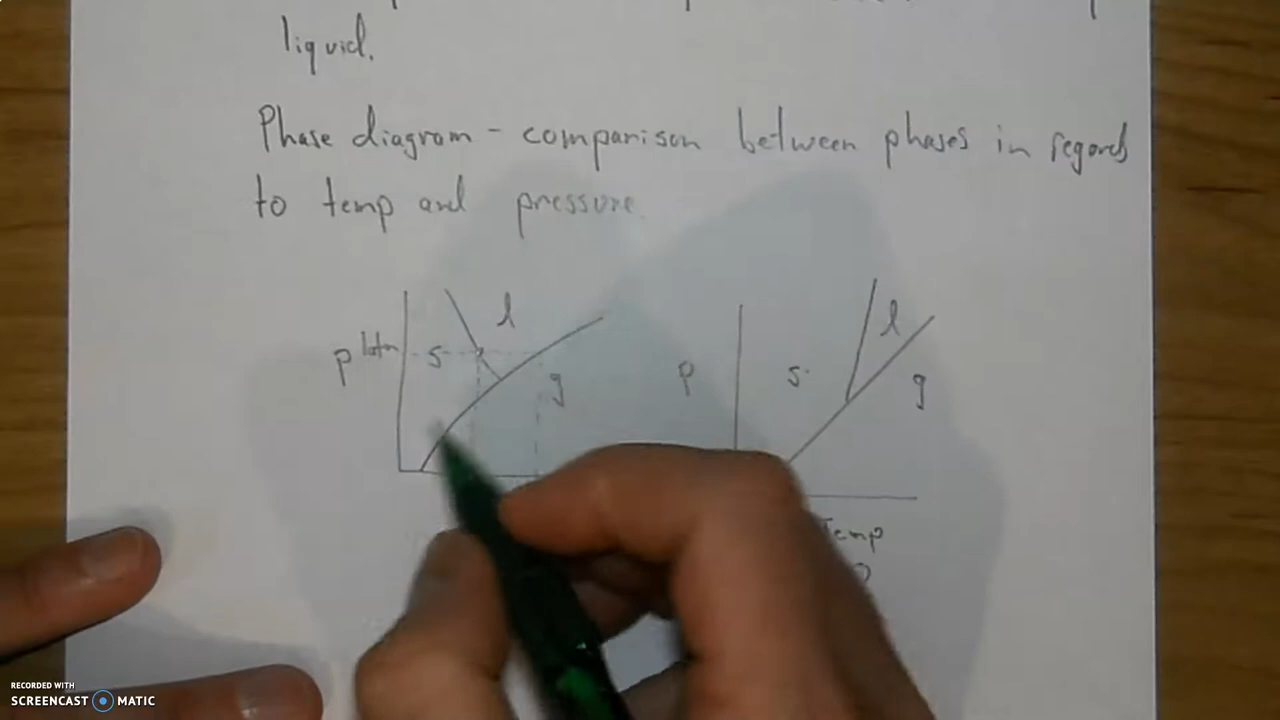 liquid.
Phase diagram - comparison between phases in regards
to temp and pressure.
l
l
p 1atm
s
g
p
s
g
Temp
RECORDED WITH
SCREENCAST MATIC